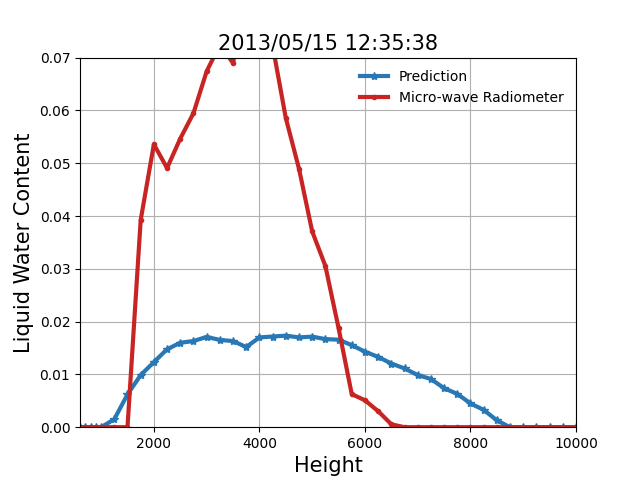 2013/05/15 12:35:38
0.07
0.06
0.05
0.04
0.03
0.02
0.01
0.00
Liquid Water Content
Prediction
Micro-wave Radiometer
2000 4000 6000 8000 10000
Height